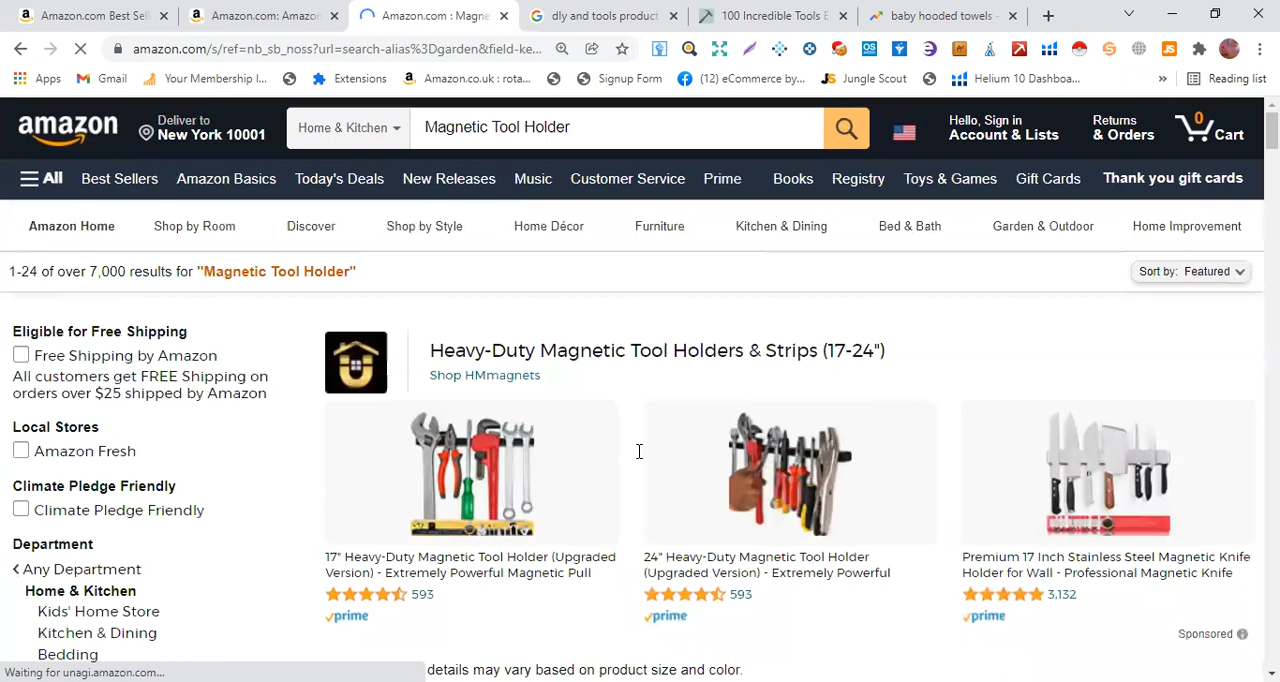 Amazon.com Best Sell
Amazon.com: Amazon
Amazon.com : Magne
dly and tools product
100 Incredible Tools E
baby hooded towels -
amazon.com/s/ref=nb_sb_noss?url=search-alias%3Dgarden&field-ke...
Apps
Gmail
Your Membership I...
Extensions
Amazon.co.uk : rota...
Signup Form
(12) eCommerce by...
Jungle Scout
Helium 10 Dashboa...
»
Reading list
amazon
Deliver to
New York 10001
Home & Kitchen
Magnetic Tool Holder
Hello, Sign in
Account & Lists
Returns
& Orders
0
Cart
All
Best Sellers
Amazon Basics
Today's Deals
New Releases
Music
Customer Service
Prime
Books
Registry
Toys & Games
Gift Cards
Thank you gift cards
Amazon Home
Shop by Room
Discover
Shop by Style
Home Décor
Furniture
Kitchen & Dining
Bed & Bath
Garden & Outdoor
Home Improvement
1-24 of over 7,000 results for "Magnetic Tool Holder"
Sort by: Featured
Eligible for Free Shipping
Free Shipping by Amazon
All customers get FREE Shipping on
orders over $25 shipped by Amazon
Local Stores
Amazon Fresh
Climate Pledge Friendly
Climate Pledge Friendly
Department
Any Department
Home & Kitchen
Kids' Home Store
Kitchen & Dining
Bedding
Heavy-Duty Magnetic Tool Holders & Strips (17-24")
Shop HMmagnets
17" Heavy-Duty Magnetic Tool Holder (Upgraded
Version) - Extremely Powerful Magnetic Pull
593
prime
24" Heavy-Duty Magnetic Tool Holder
(Upgraded Version) - Extremely Powerful
593
prime
Premium 17 Inch Stainless Steel Magnetic Knife
Holder for Wall - Professional Magnetic Knife
3,132
prime
Sponsored
details may vary based on product size and color.
Waiting for unagi.amazon.com...